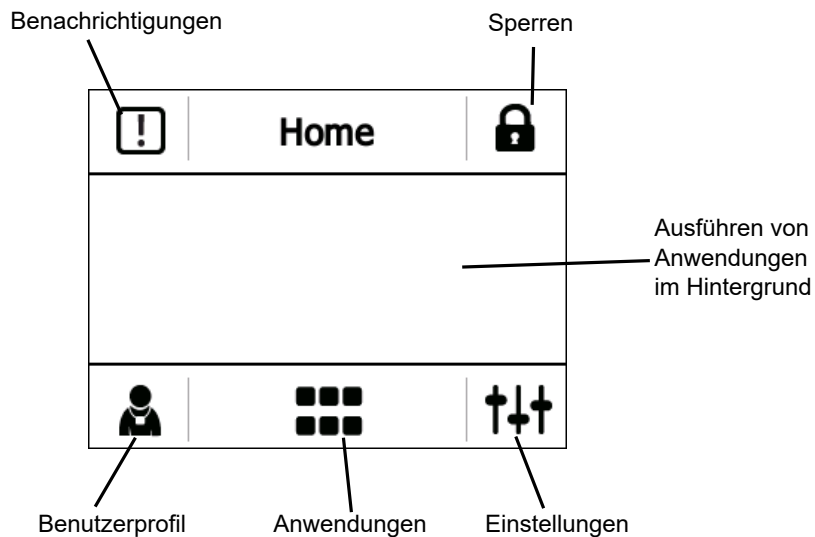 Benachrichtigungen
Sperren
Home
Ausführen von
Anwendungen
im Hintergrund
Benutzerprofil
Anwendungen
Einstellungen